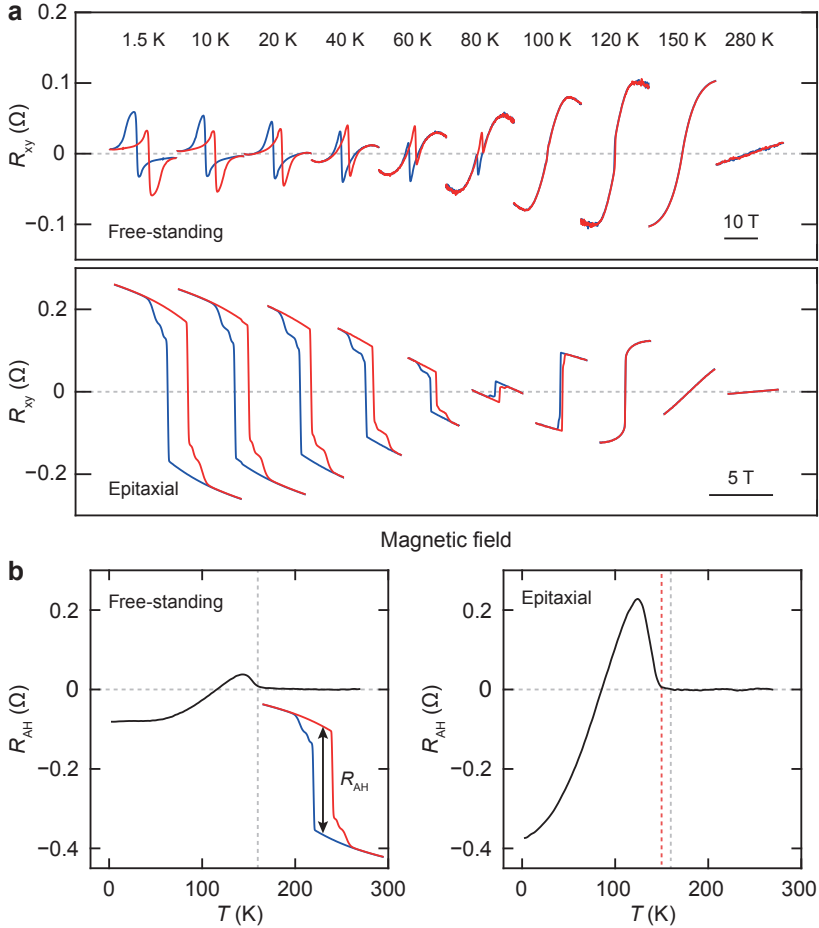 a
1.5 K 10 K 20 K 40 K 60 K 80 K 100 K 120 K 150 K 280 K
0.2
0.1
0
−0.1
Rxy (Ω)
Free-standing
10 T
0.2
0
−0.2
Rxy (Ω)
Epitaxial
5 T
Magnetic field
b
Free-standing
0.2
0
−0.2
−0.4
RAH (Ω)
RAH
0 100 200 300
T (K)
Epitaxial
0.2
0
−0.2
−0.4
RAH (Ω)
0 100 200 300
T (K)